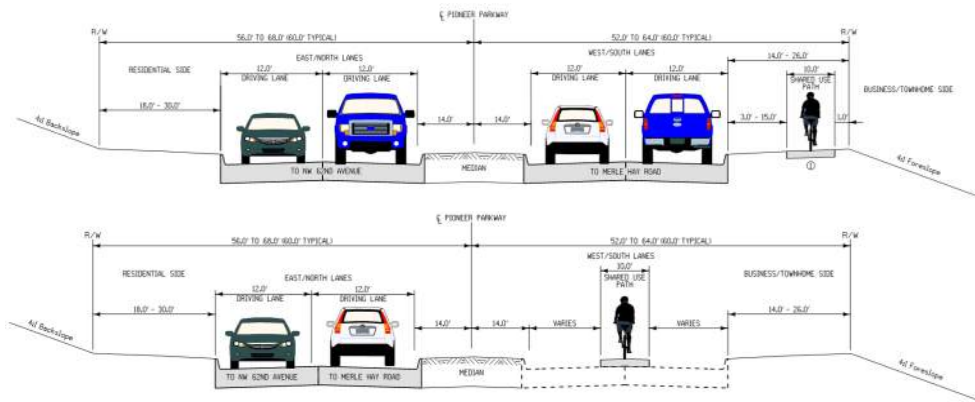 ℄ PIONEER PARKWAY
R/W
R/W
56.0' TO 68.0' (60.0' TYPICAL)
52.0' TO 64.0' (60.0' TYPICAL)
EAST/NORTH LANES
WEST/SOUTH LANES
14.0' - 26.0'
RESIDENTIAL SIDE
12.0'
DRIVING LANE
12.0'
DRIVING LANE
12.0'
DRIVING LANE
12.0'
DRIVING LANE
10.0'
SHARED USE
PATH
BUSINESS/TOWNHOME SIDE
18.0' - 30.0'
14.0'
14.0'
3.0' - 15.0'
1.0'
4:1 Backslope
TO NW 62ND AVENUE
MEDIAN
TO MERLE HAY ROAD
①
4:1 Foreslope
℄ PIONEER PARKWAY
R/W
R/W
56.0' TO 68.0' (60.0' TYPICAL)
52.0' TO 64.0' (60.0' TYPICAL)
WEST/SOUTH LANES
RESIDENTIAL SIDE
EAST/NORTH LANES
10.0'
SHARED USE
PATH
BUSINESS/TOWNHOME SIDE
12.0'
DRIVING LANE
12.0'
DRIVING LANE
18.0' - 30.0'
14.0'
14.0'
VARIES
VARIES
14.0' - 26.0'
4:1 Backslope
TO NW 62ND AVENUE
TO MERLE HAY ROAD
MEDIAN
4:1 Foreslope